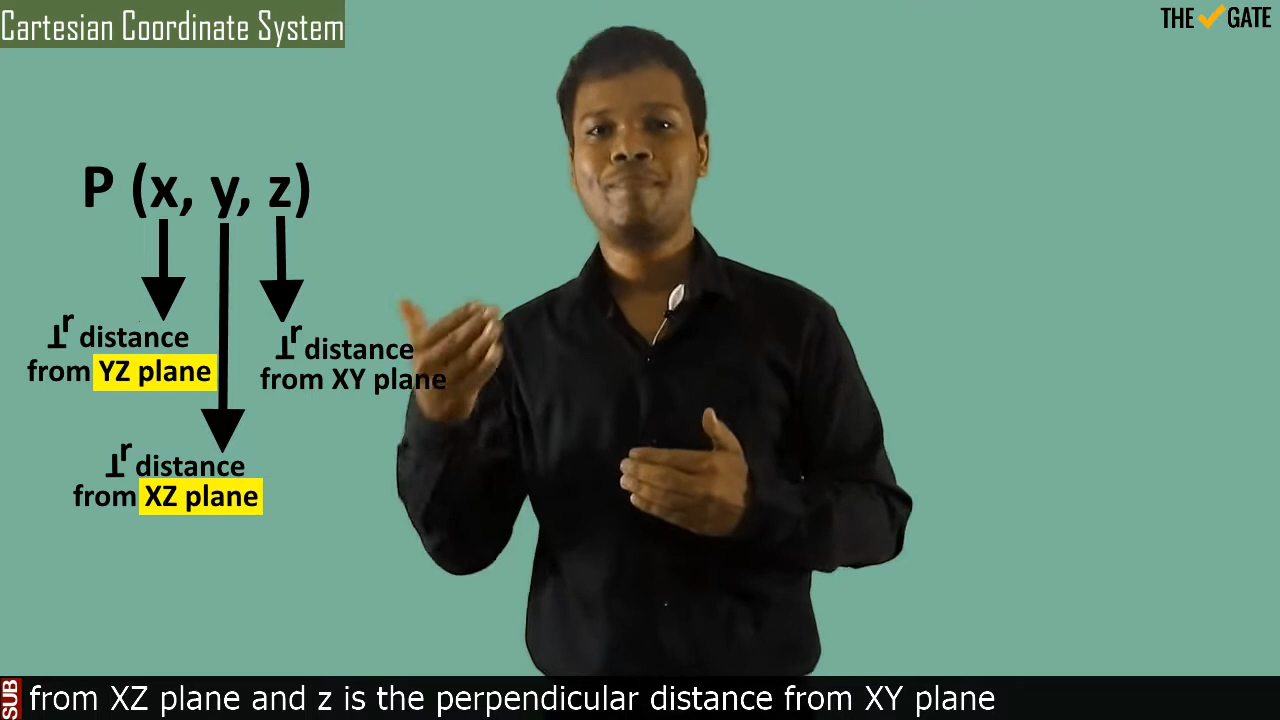 Cartesian Coordinate System
THE GATE
P (x, y, z)
⊥r distance
from YZ plane
⊥r distance
from XY plane
⊥r distance
from XZ plane
SUB
from XZ plane and z is the perpendicular distance from XY plane